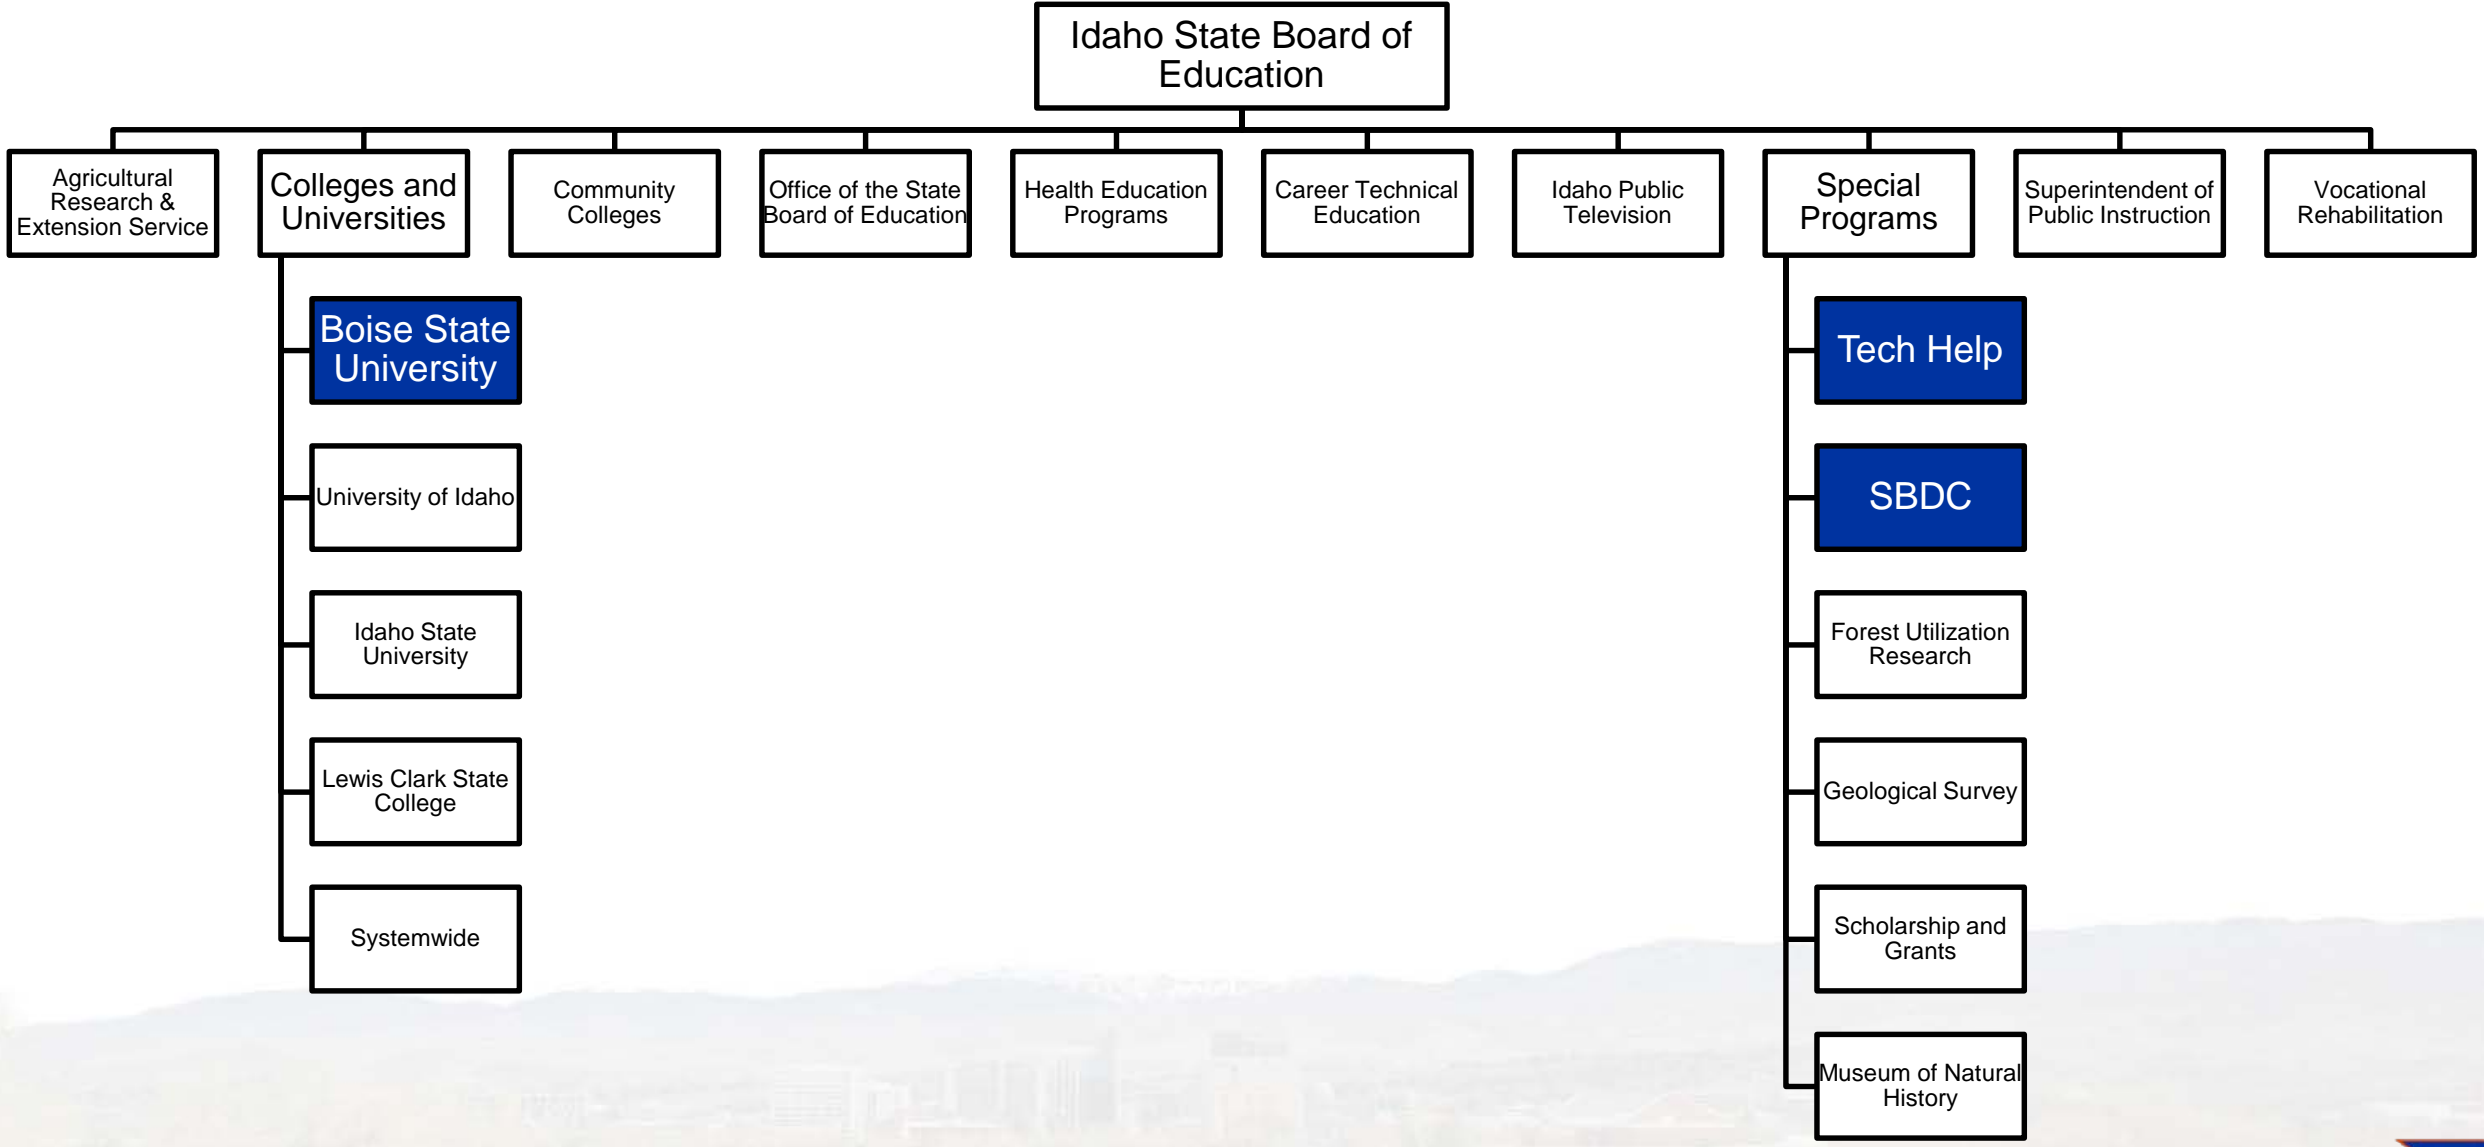 Idaho State Board of
Education
Agricultural
Research &
Extension Service
Colleges and
Universities
Community
Colleges
Office of the State
Board of Education
Health Education
Programs
Career Technical
Education
Idaho Public
Television
Special
Programs
Superintendent of
Public Instruction
Vocational
Rehabilitation
Boise State
University
University of Idaho
Idaho State
University
Lewis Clark State
College
Systemwide
Tech Help
SBDC
Forest Utilization
Research
Geological Survey
Scholarship and
Grants
Museum of Natural
History